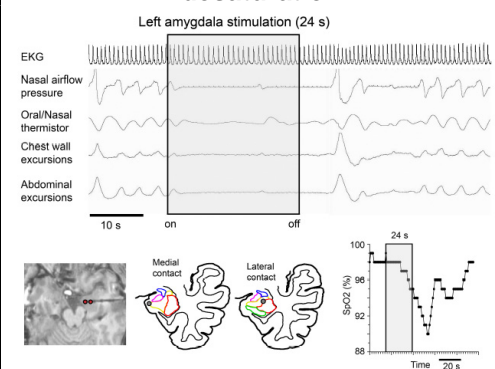 Left amygdala stimulation (24 s)
EKG
Nasal airflow
pressure
Oral/Nasal
thermistor
Chest wall
excursions
Abdominal
excursions
10 s
on
off
Medial
contact
Lateral
contact
24 s
100
96
92
88
SpO2 (%)
Time 20 s